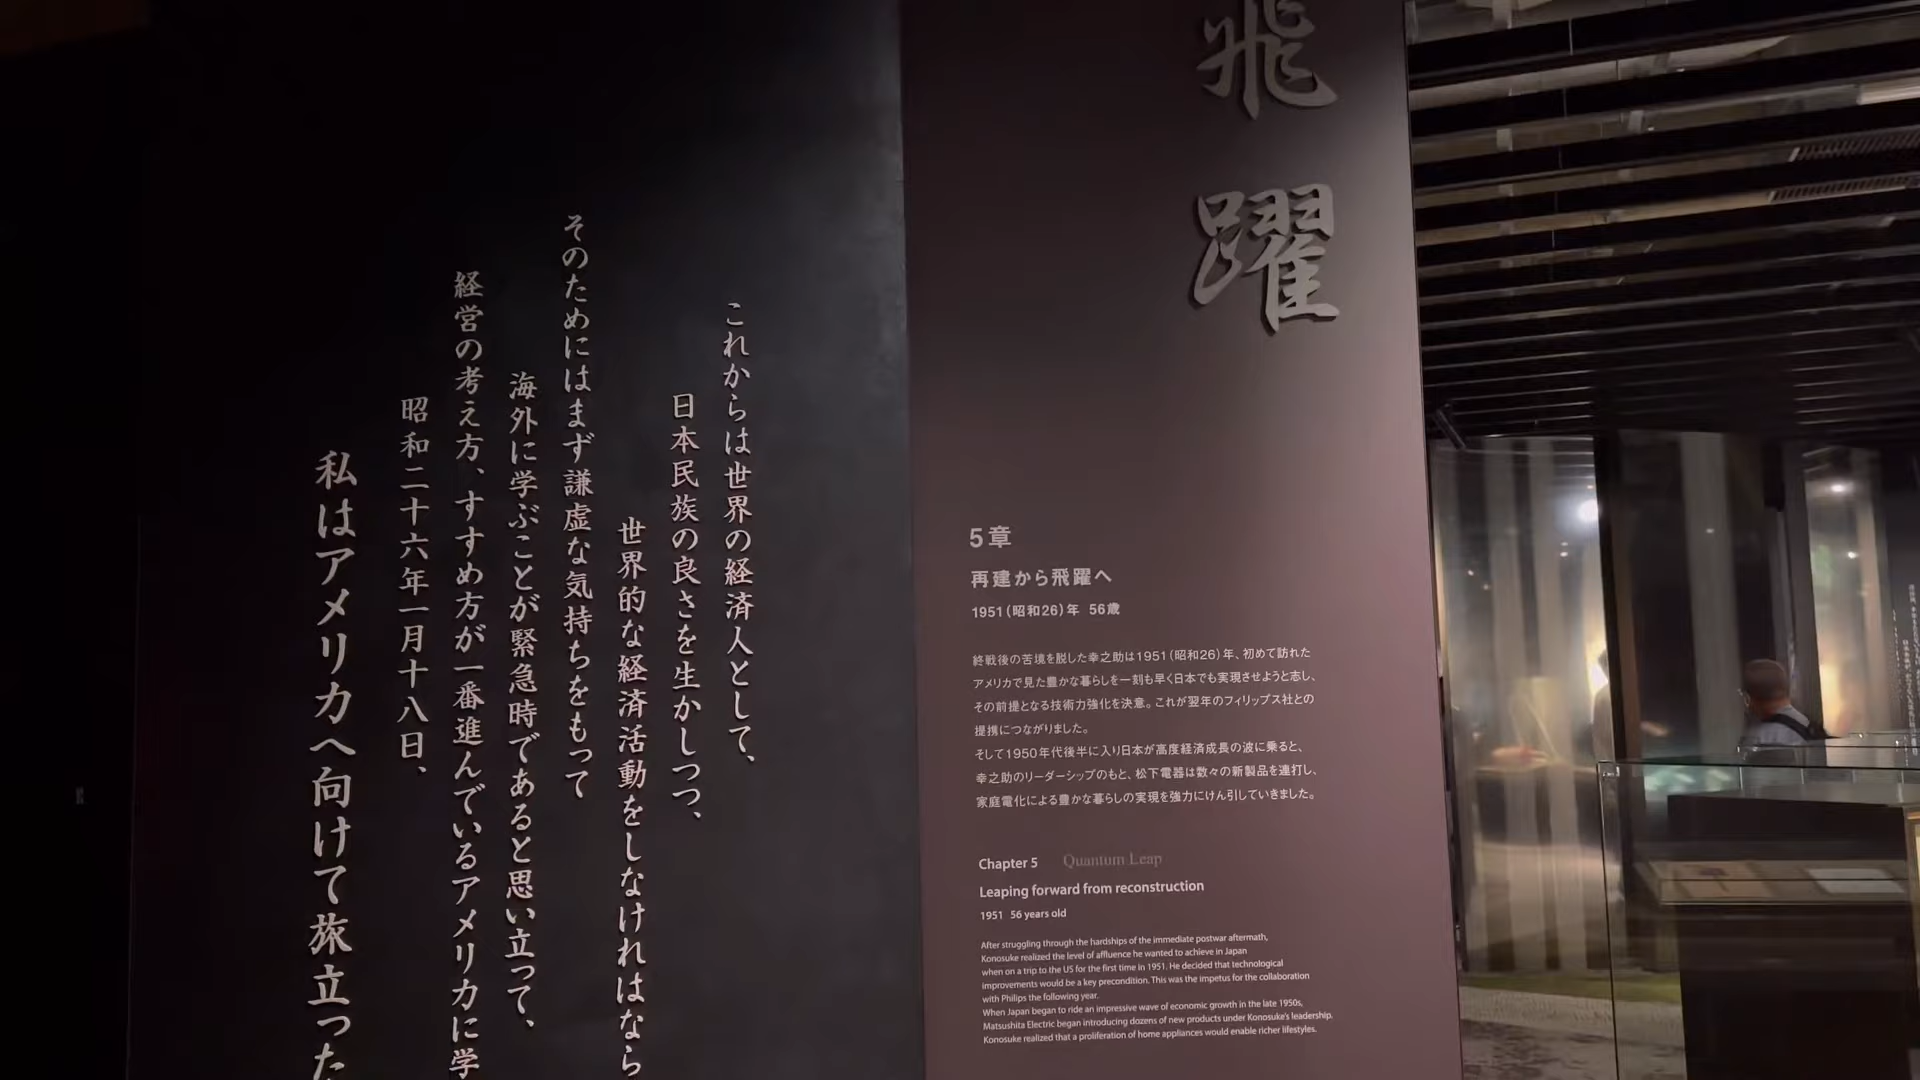 飛躍
5章
再建から飛躍へ
1951(昭和26)年 56歳
終戦後の苦境を脱した幸之助は1951(昭和26)年、初めて訪れた
アメリカで見た豊かな暮らしを一刻も早く日本でも実現させようと志し、
その前提となる技術力強化を決意。これが翌年のフィリップス社との
提携につながりました。
そして1950年代後半に入り日本が高度経済成長の波に乗ると、
幸之助のリーダーシップのもと、松下電器は数々の新製品を連打し、
家庭電化による豊かな暮らしの実現を強力にけん引していきました。
Chapter 5 Quantum Leap
Leaping forward from reconstruction
1951 56 years old
After struggling through the hardships of the immediate postwar aftermath,
Konosuke realized the level of affluence he wanted to achieve in Japan
when on a trip to the US for the first time in 1951. He decided that technological
improvements would be a key precondition. This was the impetus for the collaboration
with Philips the following year.
When Japan began to ride an impressive wave of economic growth in the late 1950s,
Matsushita Electric began introducing dozens of new products under Konosuke's leadership.
Konosuke realized that a proliferation of home appliances would enable richer lifestyles.
これからは世界の経済人として、
日本民族の良さを生かしつつ、
世界的な経済活動をしなければなら
そのためにはまず謙虚な気持ちをもって
海外に学ぶことが緊急時であると思い立って、
経営の考え方、すすめ方が一番進んでいるアメリカに学
昭和二十六年一月十八日、
私はアメリカへ向けて旅立った